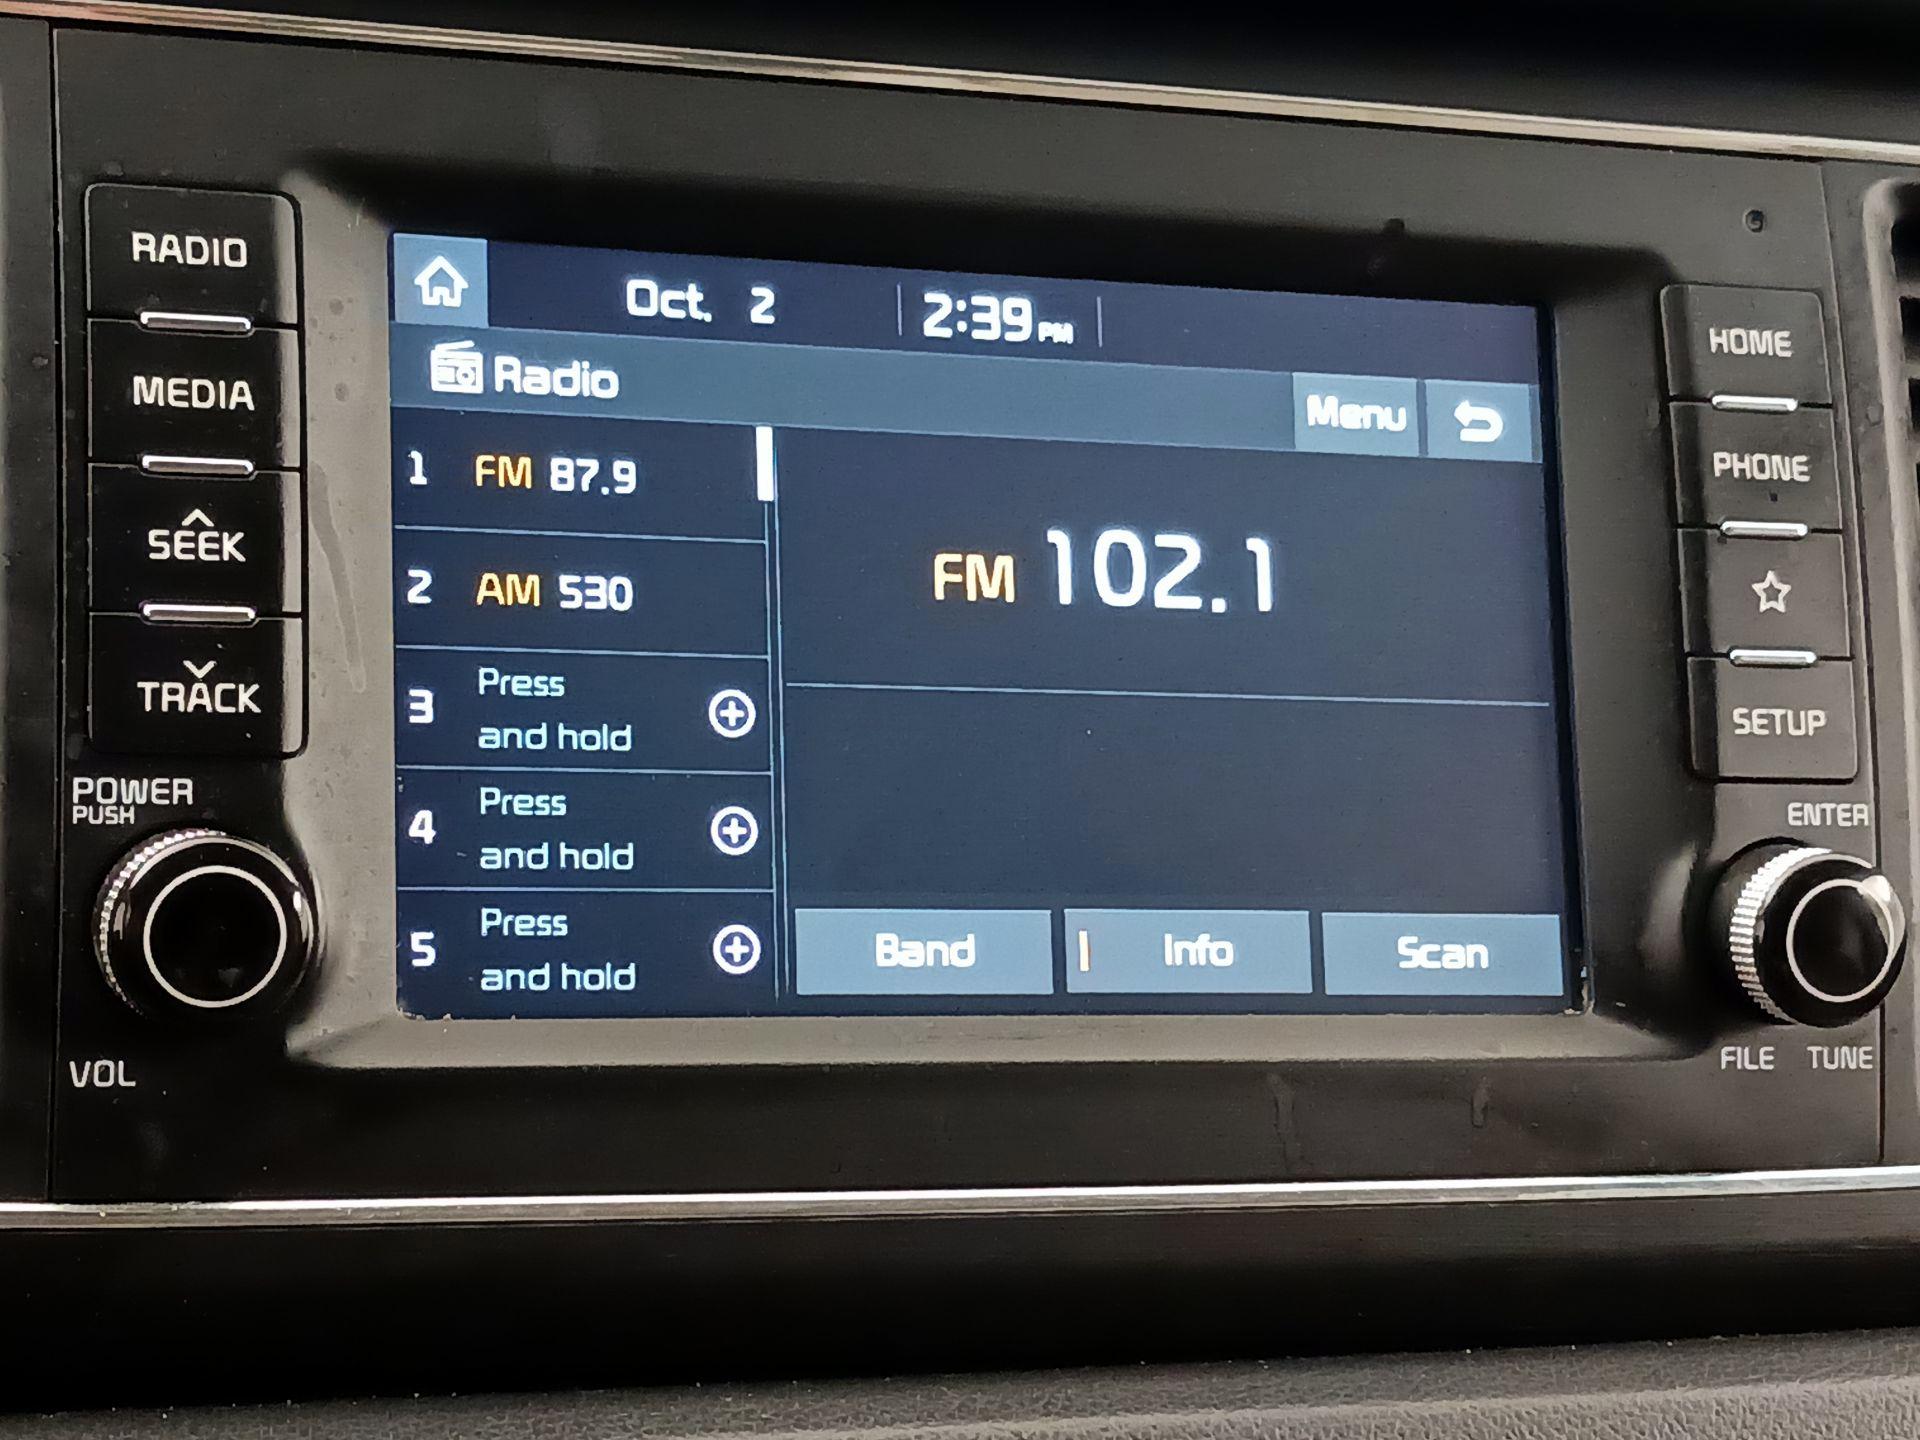 RADIO
MEDIA
SEEK
TRACK
POWER
PUSH
VOL
Oct. 2
2:39 PM
Radio
Menu
1 FM 87.9
2 AM 530
3 Press
and hold
4 Press
and hold
5 Press
and hold
FM 102.1
Band
Info
Scan
HOME
PHONE
SETUP
ENTER
FILE TUNE